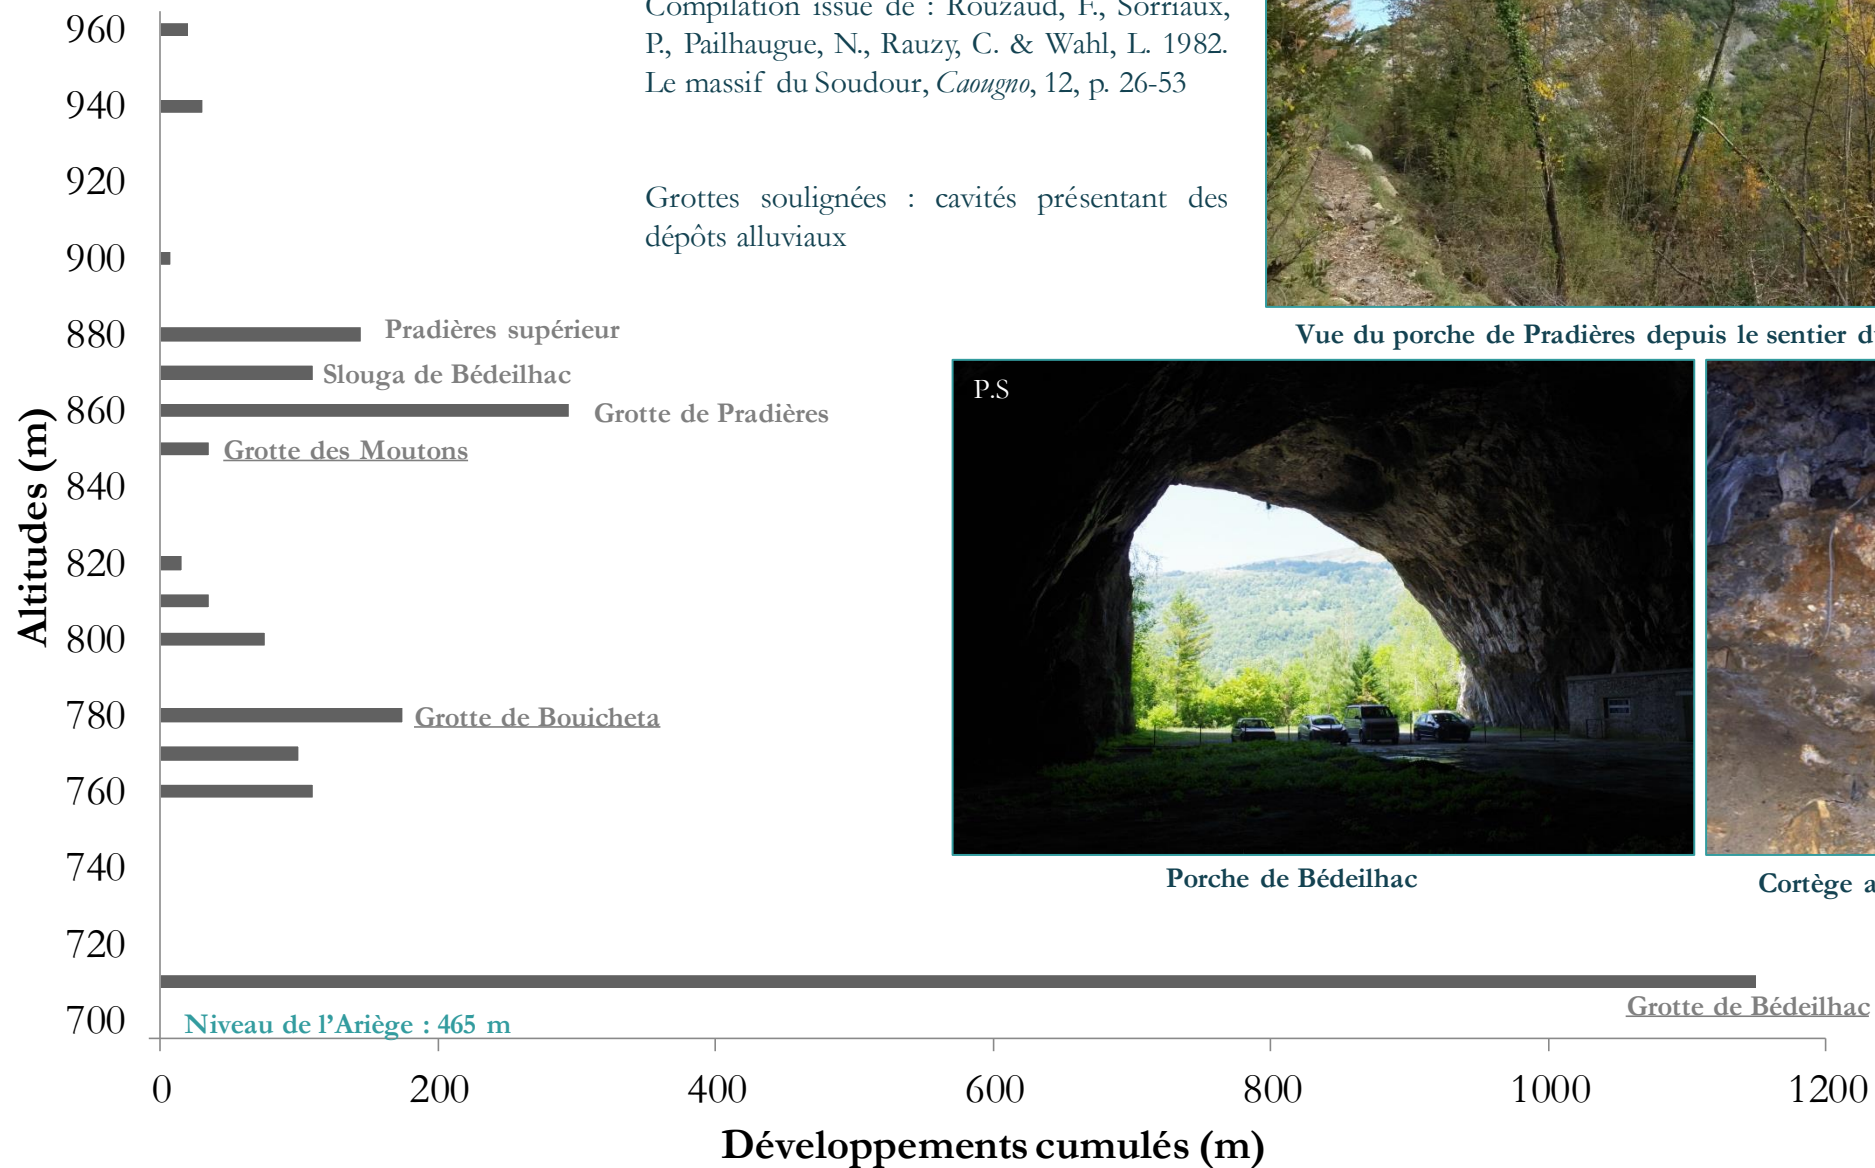 Compilation issue de : Rouzaud, F., Sorriaux,
P., Pailhaugue, N., Rauzy, C. & Wahl, L. 1982.
Le massif du Soudour, Caougno, 12, p. 26-53
Grottes soulignées : cavités présentant des
dépôts alluviaux
Altitudes (m)
960
940
920
900
880
860
840
820
800
780
760
740
720
700
Pradières supérieur
Slouga de Bédeilhac
Grotte de Pradières
Grotte des Moutons
Grotte de Bouicheta
Grotte de Bédeilhac
Niveau de l'Ariège : 465 m
0 200 400 600 800 1000 1200
Développements cumulés (m)
Vue du porche de Pradières depuis le sentier
P.S
Porche de Bédeilhac
Cortège